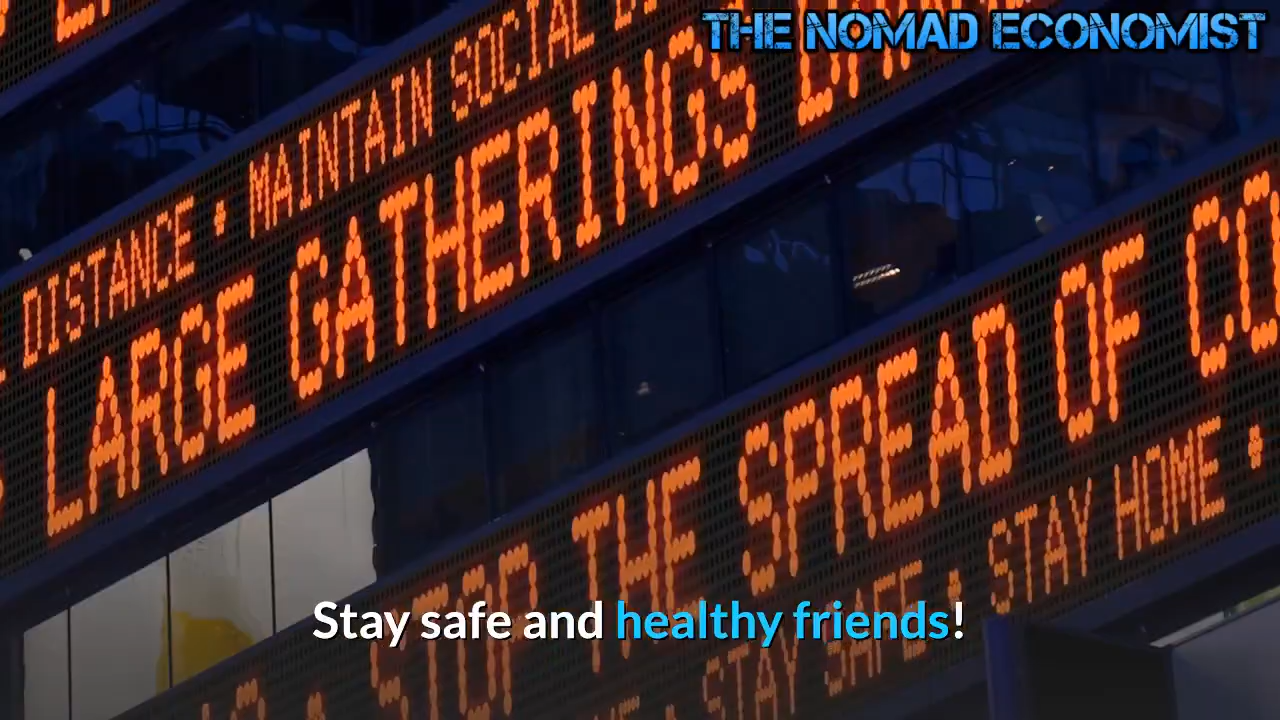 THE NOMAD ECONOMIST
DISTANCE • MAINTAIN SOCIAL
LARGE GATHERINGS
STOP THE SPREAD OF
STAY SAFE • STAY HOME •
Stay safe and healthy friends!